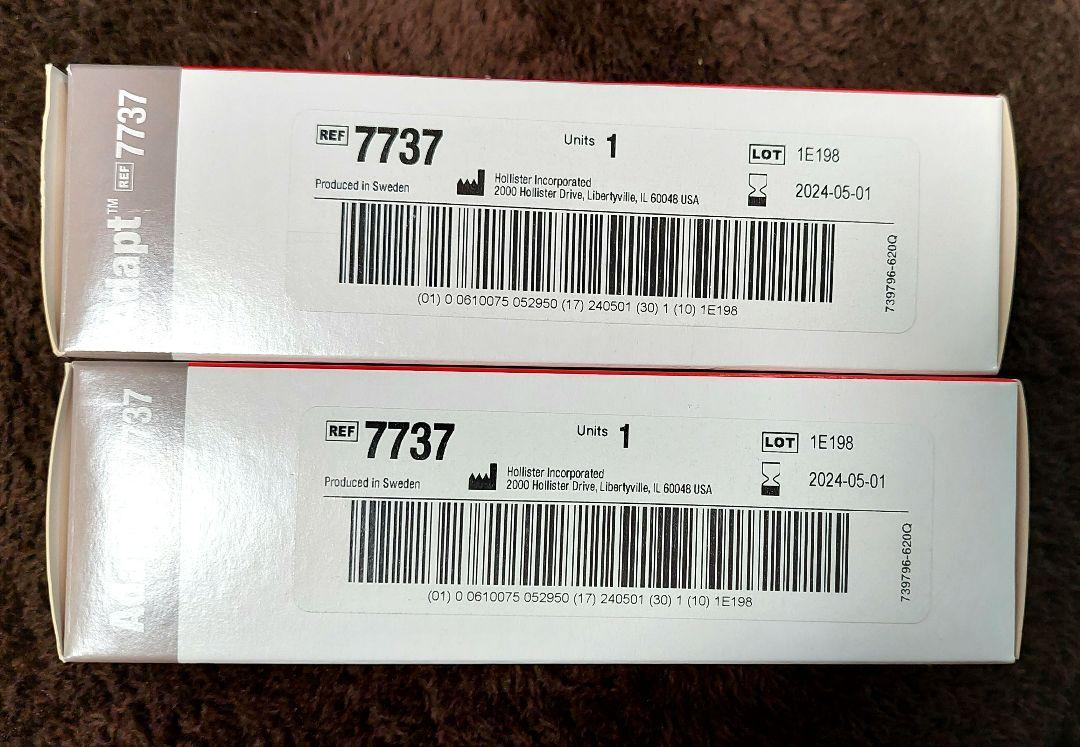 Adapt™ REF 7737
REF 7737
Units 1
LOT 1E198
Produced in Sweden
Hollister Incorporated
2000 Hollister Drive, Libertyville, IL 60048 USA
2024-05-01
(01) 0 0610075 052950 (17) 240501 (30) 1 (10) 1E198
739796-620Q
REF 7737
Units 1
LOT 1E198
Produced in Sweden
Hollister Incorporated
2000 Hollister Drive, Libertyville, IL 60048 USA
2024-05-01
(01) 0 0610075 052950 (17) 240501 (30) 1 (10) 1E198
739796-620Q